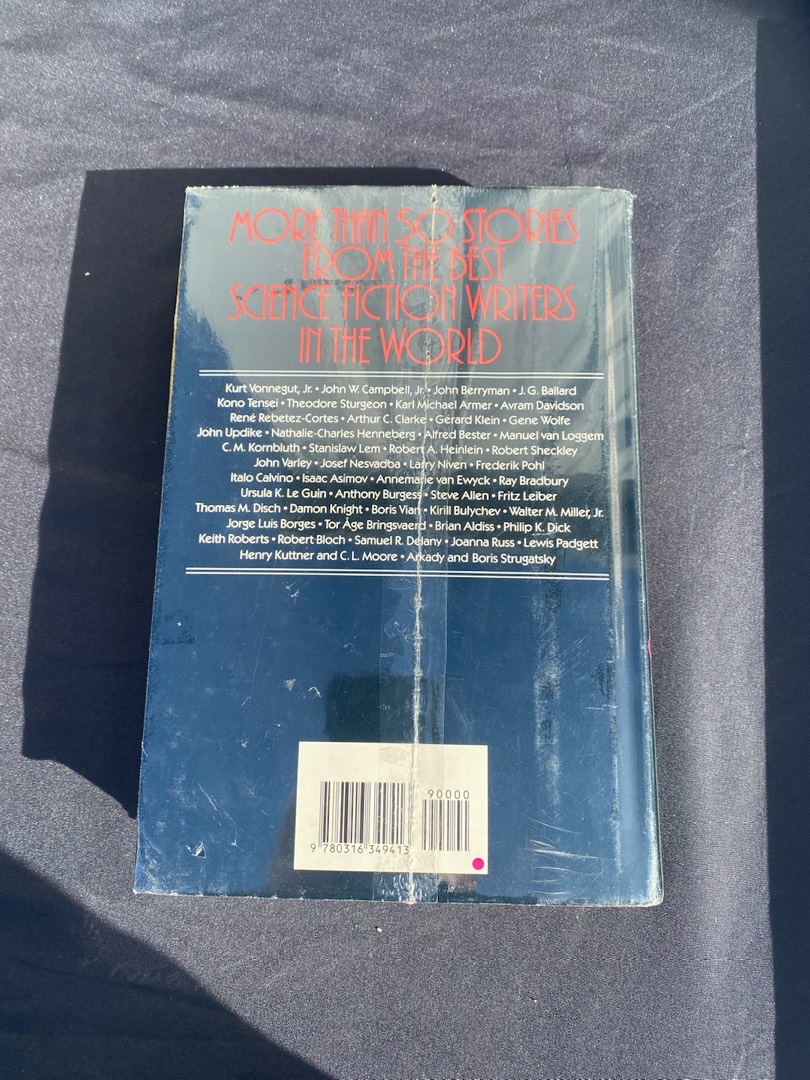 MORE THAN 50 STORIES
FROM THE BEST
SCIENCE FICTION WRITERS
IN THE WORLD
Kurt Vonnegut, Jr. • John W. Campbell, Jr. • John Berryman • J. G. Ballard
Kono Tensei • Theodore Sturgeon • Karl Michael Armer • Avram Davidson
René Rebetez-Cortes • Arthur C. Clarke • Gérard Klein • Gene Wolfe
John Updike • Nathalie-Charles Henneberg • Alfred Bester • Manuel van Loggem
C. M. Kornbluth • Stanislaw Lem • Robert A. Heinlein • Robert Sheckley
John Varley • Josef Nesvadba • Larry Niven • Frederik Pohl
Italo Calvino • Isaac Asimov • Annemarie van Ewyck • Ray Bradbury
Ursula K. Le Guin • Anthony Burgess • Steve Allen • Fritz Leiber
Thomas M. Disch • Damon Knight • Boris Vian • Kirill Bulychev • Walter M. Miller, Jr.
Jorge Luis Borges • Tor Åge Bringsvaerd • Brian Aldiss • Philip K. Dick
Keith Roberts • Robert Bloch • Samuel R. Delany • Joanna Russ • Lewis Padgett
Henry Kuttner and C. L. Moore • Arkady and Boris Strugatsky
90000
9 780316 349413